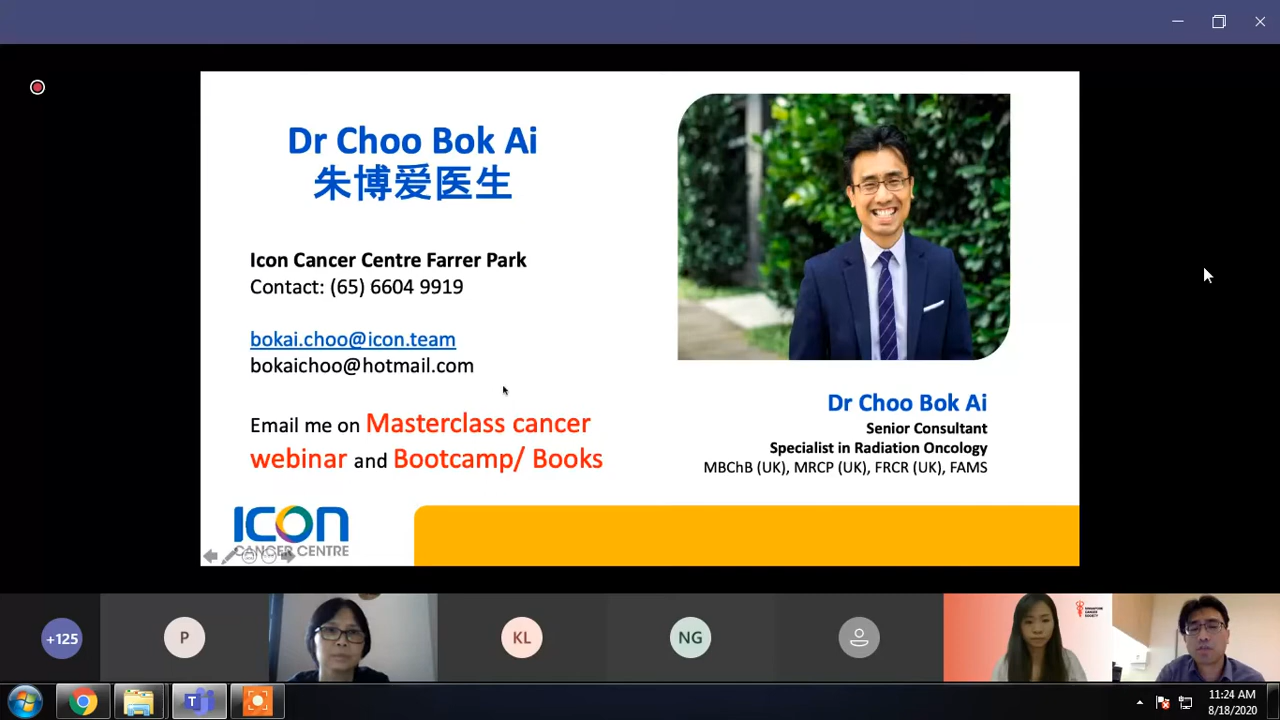 Dr Choo Bok Ai
朱博爱医生
Icon Cancer Centre Farrer Park
Contact: (65) 6604 9919
bokai.choo@icon.team
bokaichoo@hotmail.com
Email me on Masterclass cancer
webinar and Bootcamp/ Books
Dr Choo Bok Ai
Senior Consultant
Specialist in Radiation Oncology
MBChB (UK), MRCP (UK), FRCR (UK), FAMS
ICON
CANCER CENTRE
+125
P
KL
NG
SINGAPORE
CANCER
SOCIETY
11:24 AM
8/18/2020